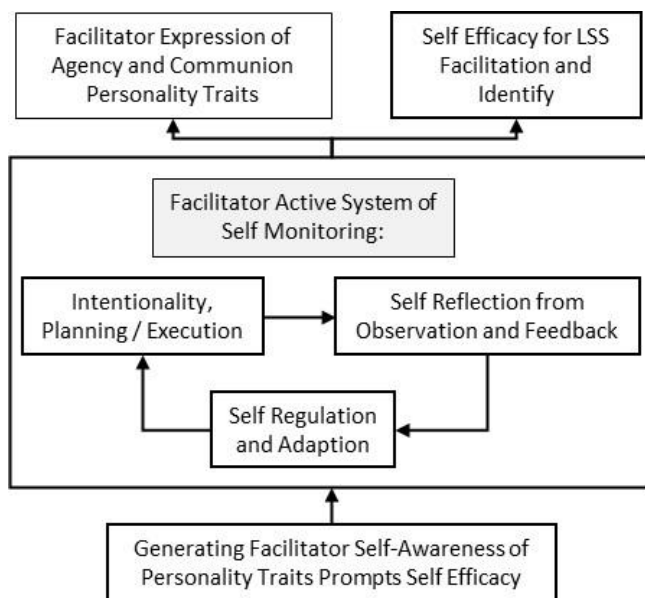 Facilitator Expression of
Agency and Communion
Personality Traits
Self Efficacy for LSS
Facilitation and
Identify
Facilitator Active System of
Self Monitoring:
Intentionality,
Planning / Execution
Self Reflection from
Observation and Feedback
Self Regulation
and Adaption
Generating Facilitator Self-Awareness of
Personality Traits Prompts Self Efficacy